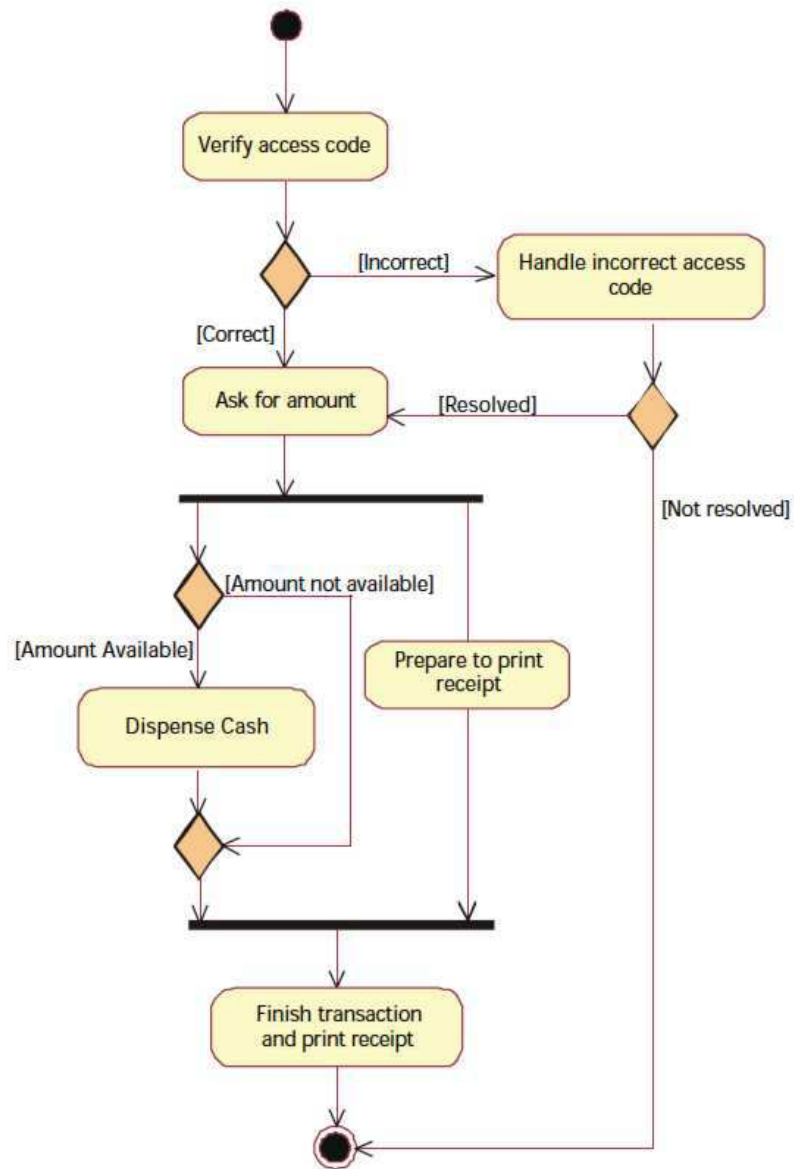 Verify access code
[Incorrect]
Handle incorrect access
code
[Correct]
Ask for amount
[Resolved]
[Not resolved]
[Amount not available]
[Amount Available]
Prepare to print
receipt
Dispense Cash
Finish transaction
and print receipt